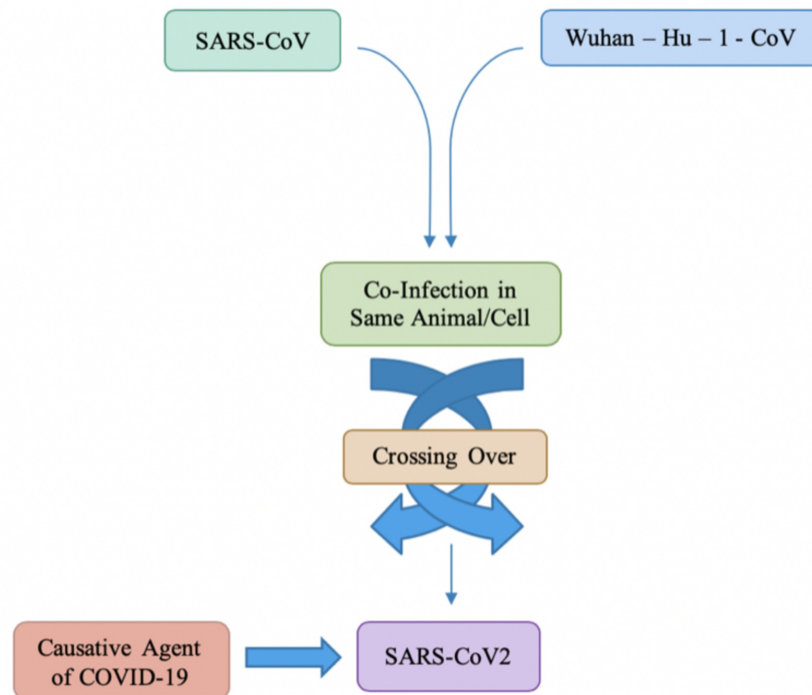 SARS-CoV
Wuhan – Hu – 1 - CoV
Co-Infection in
Same Animal/Cell
Crossing Over
Causative Agent
of COVID-19
SARS-CoV2